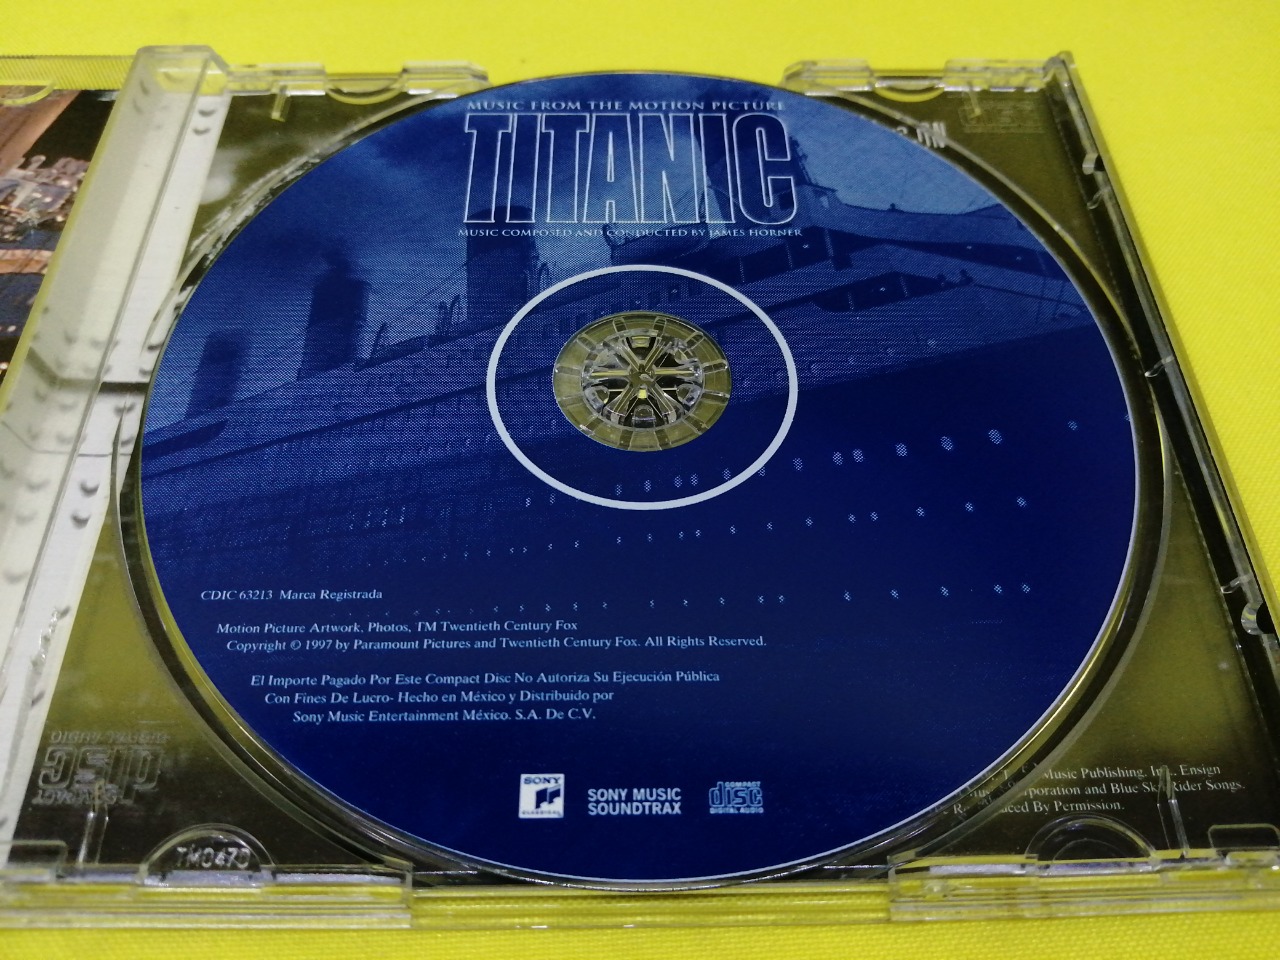 MUSIC FROM THE MOTION PICTURE
TITANIC
MUSIC COMPOSED AND CONDUCTED BY JAMES HORNER
CDIC 63213 Marca Registrada
Motion Picture Artwork, Photos, TM Twentieth Century Fox
Copyright © 1997 by Paramount Pictures and Twentieth Century Fox. All Rights Reserved.
El Importe Pagado Por Este Compact Disc No Autoriza Su Ejecución Pública
Con Fines De Lucro- Hecho en México y Distribuido por
Sony Music Entertainment México. S.A. De C.V.
SONY
CLASSICAL
SONY MUSIC
SOUNDTRAX
COMPACT
disc
DIGITAL AUDIO
Music Publishing. Ensign
and Blue Sky Rider Songs.
By Permission.
TM0470